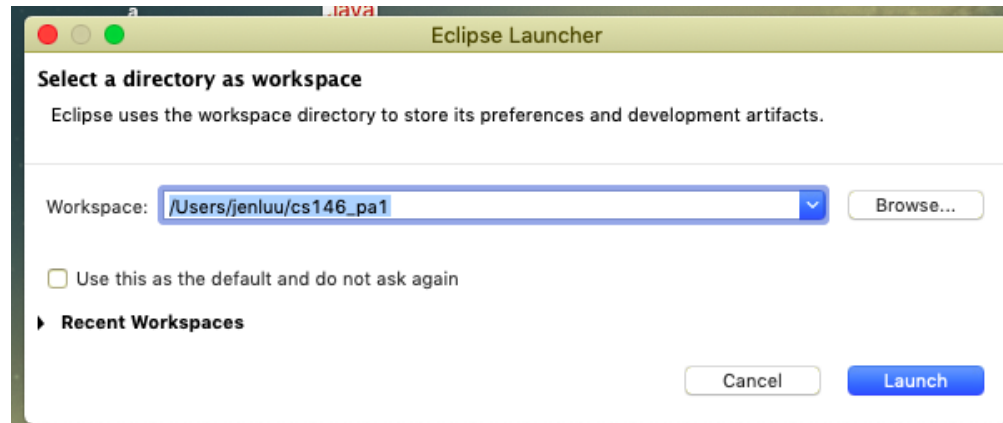 a
.java
Eclipse Launcher
Select a directory as workspace
Eclipse uses the workspace directory to store its preferences and development artifacts.
Workspace: /Users/jenluu/cs146_pa1 Browse...
Use this as the default and do not ask again
Recent Workspaces
Cancel Launch